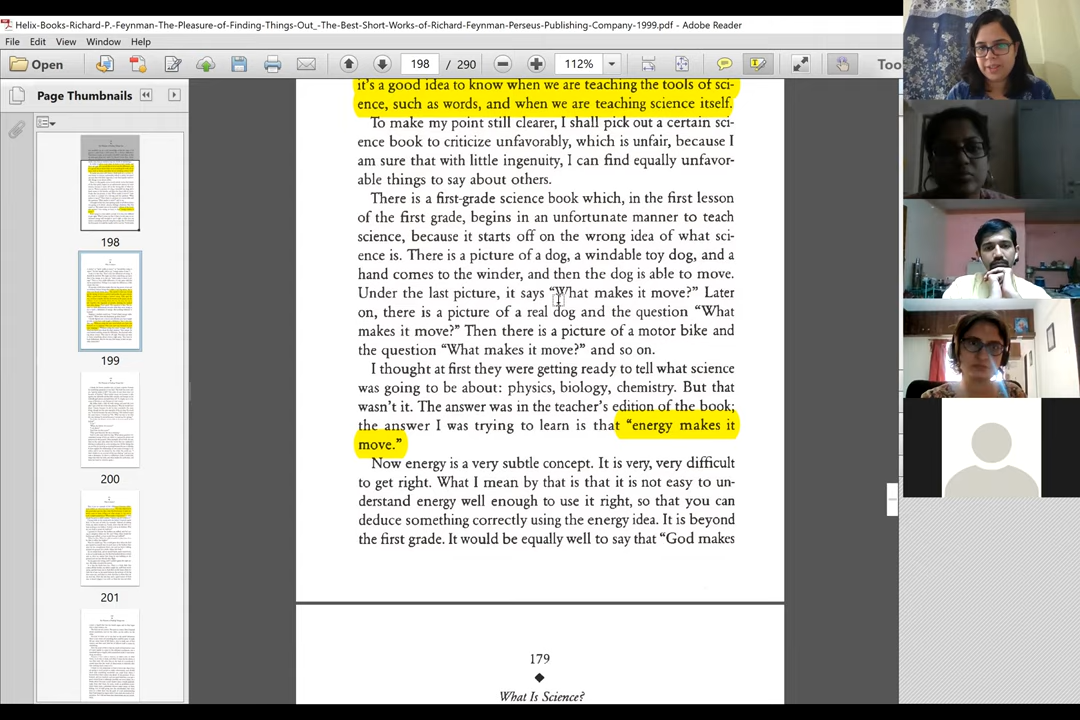 Helix-Books-Richard-P.-Feynman-The-Pleasure-of-Finding-Things-Out_-The-Best-Short-Works-of-Richard-Feynman-Perseus-Publishing-Company-1999.pdf - Adobe Reader
File Edit View Window Help
Open 198 / 290 112% Too
Page Thumbnails
198
199
200
201
it's a good idea to know when we are teaching the tools of sci-
ence, such as words, and when we are teaching science itself.
To make my point still clearer, I shall pick out a certain sci-
ence book to critize unfavorably, which is unfair, because I
am sure that with little ingenuity, I can find equally unfavor-
able things to say about others.
There is a first-grade science book which, in the first lesson
of the first grade, begins in an unfortunate manner to teach
science, because it starts off on the wrong idea of what sci-
ence is. There is a picture of a dog, a windable toy dog, and a
hand comes to the winder, and then the dog is able to move.
Under the last picture, it says "What makes it move?" Later
on, there is a picture of a real dog and the question "What
makes it move?" Then there is a picture of a motor bike and
the question "What makes it move?" and so on.
I thought at first they were getting ready to tell what science
was going to be about: physics, biology, chemistry. But that
wasn't it. The answer was in the teacher's edition of the book;
the answer I was trying to learn is that "energy makes it
move."
Now energy is a very subtle concept. It is very, very difficult
to get right. What I mean by that is that it is not easy to un-
derstand energy well enough to use it right, so that you can
deduce something correctly using the energy idea. It is beyond
the first grade. It would be equally well to say that "God makes
179
What Is Science?